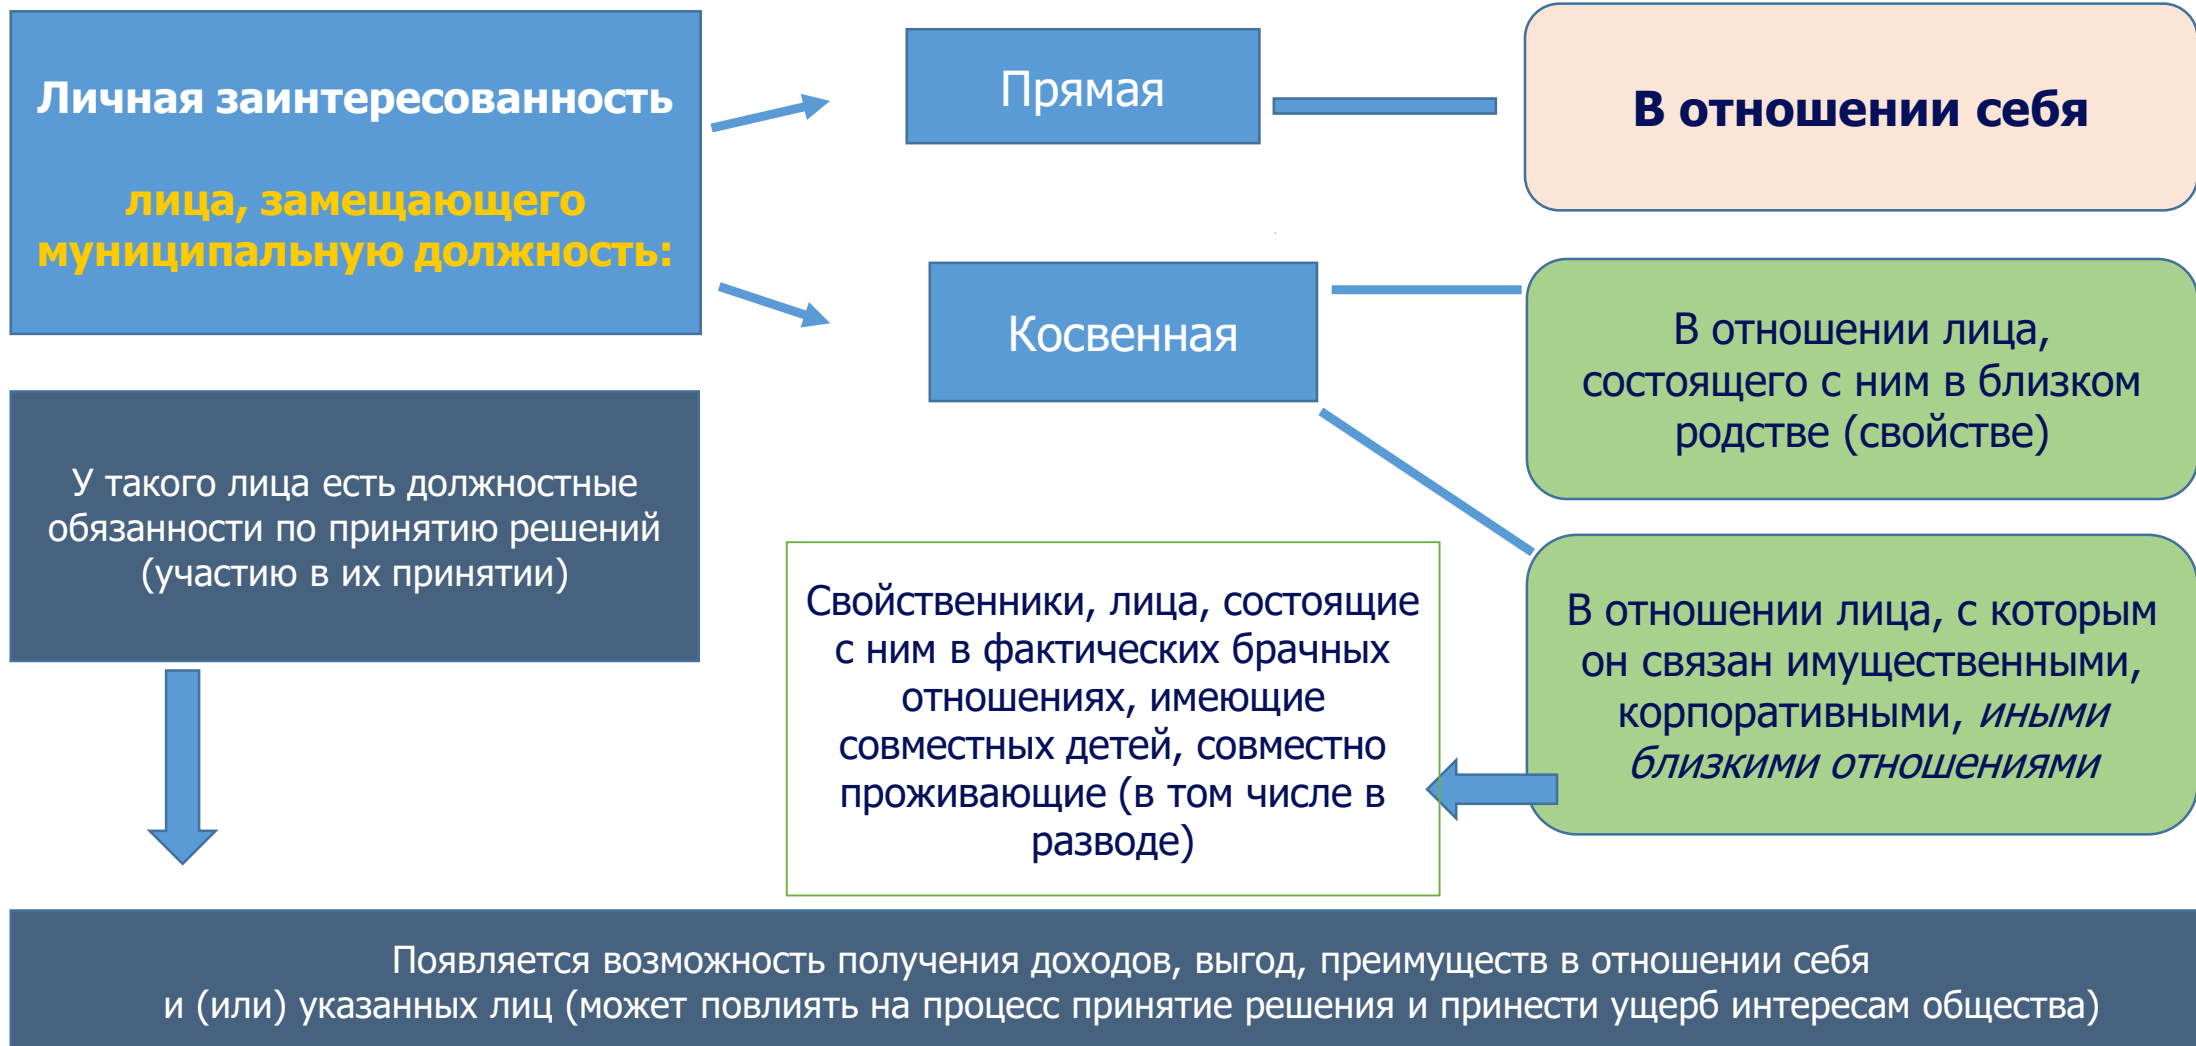 Личная заинтересованность
лица, замещающего
муниципальную должность:
Прямая
В отношении себя
Косвенная
В отношении лица,
состоящего с ним в близком
родстве (свойстве)
У такого лица есть должностные
обязанности по принятию решений
(участию в их принятии)
Свойственники, лица, состоящие
с ним в фактических брачных
отношениях, имеющие
совместных детей, совместно
проживающие (в том числе в
разводе)
В отношении лица, с которым
он связан имущественными,
корпоративными, иными
близкими отношениями
Появляется возможность получения доходов, выгод, преимуществ в отношении себя
и (или) указанных лиц (может повлиять на процесс принятие решения и принести ущерб интересам общества)